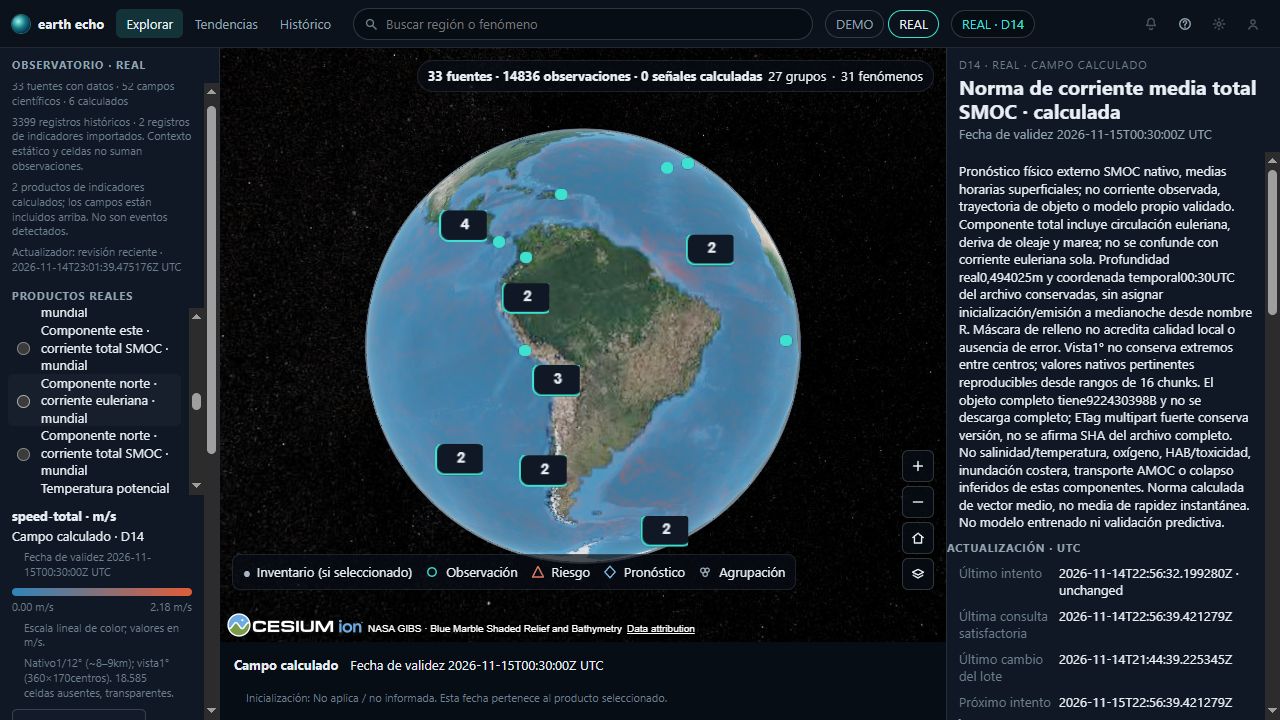 earth echo
Explorar
Tendencias
Histórico
Buscar región o fenómeno
DEMO
REAL
REAL · D14
OBSERVATORIO · REAL
33 fuentes con datos · 52 campos
científicos · 6 calculados
3399 registros históricos · 2 registros
de indicadores importados. Contexto
estático y celdas no suman
observaciones.
2 productos de indicadores
calculados; los campos están
incluidos arriba. No son eventos
detectados.
Actualizador: revisión reciente ·
2026-11-14T23:01:39.475176Z UTC
PRODUCTOS REALES
mundial
Componente este ·
corriente total SMOC ·
mundial
Componente norte ·
corriente euleriana ·
mundial
Componente norte ·
corriente total SMOC ·
mundial
Temperatura potencial
speed-total · m/s
Campo calculado · D14
Fecha de validez 2026-11-
15T00:30:00Z UTC
0.00 m/s
2.18 m/s
Escala lineal de color; valores en
m/s.
Nativo1/12° (~8–9km); vista1°
(360×170centros). 18.585
celdas ausentes, transparentes.
33 fuentes · 14836 observaciones · 0 señales calculadas 27 grupos · 31 fenómenos
4
2
2
3
2
2
2
+
−
Inventario (si seleccionado)
Observación
Riesgo
Pronóstico
Agrupación
CESIUM ion
NASA GIBS · Blue Marble Shaded Relief and Bathymetry Data attribution
Campo calculado Fecha de validez 2026-11-15T00:30:00Z UTC
Inicialización: No aplica / no informada. Esta fecha pertenece al producto seleccionado.
D14 · REAL · CAMPO CALCULADO
Norma de corriente media total
SMOC · calculada
Fecha de validez 2026-11-15T00:30:00Z UTC
Pronóstico físico externo SMOC nativo, medias
horarias superficiales; no corriente observada,
trayectoria de objeto o modelo propio validado.
Componente total incluye circulación euleriana,
deriva de oleaje y marea; no se confunde con
corriente euleriana sola. Profundidad
real0,494025m y coordenada temporal00:30UTC
del archivo conservadas, sin asignar
inicialización/emisión a medianoche desde nombre
R. Máscara de relleno no acredita calidad local o
ausencia de error. Vista1° no conserva extremos
entre centros; valores nativos pertinentes
reproducibles desde rangos de 16 chunks. El
objeto completo tiene922430398B y no se
descarga completo; ETag multipart fuerte conserva
versión, no se afirma SHA del archivo completo.
No salinidad/temperatura, oxígeno, HAB/toxicidad,
inundación costera, transporte AMOC o colapso
inferidos de estas componentes. Norma calculada
de vector medio, no media de rapidez instantánea.
No modelo entrenado ni validación predictiva.
ACTUALIZACIÓN · UTC
Último intento 2026-11-14T22:56:32.199280Z ·
unchanged
Última consulta 2026-11-14T22:56:39.421279Z
satisfactoria
Último cambio 2026-11-14T21:44:39.225345Z
del lote
Próximo intento 2026-11-15T22:56:39.421279Z